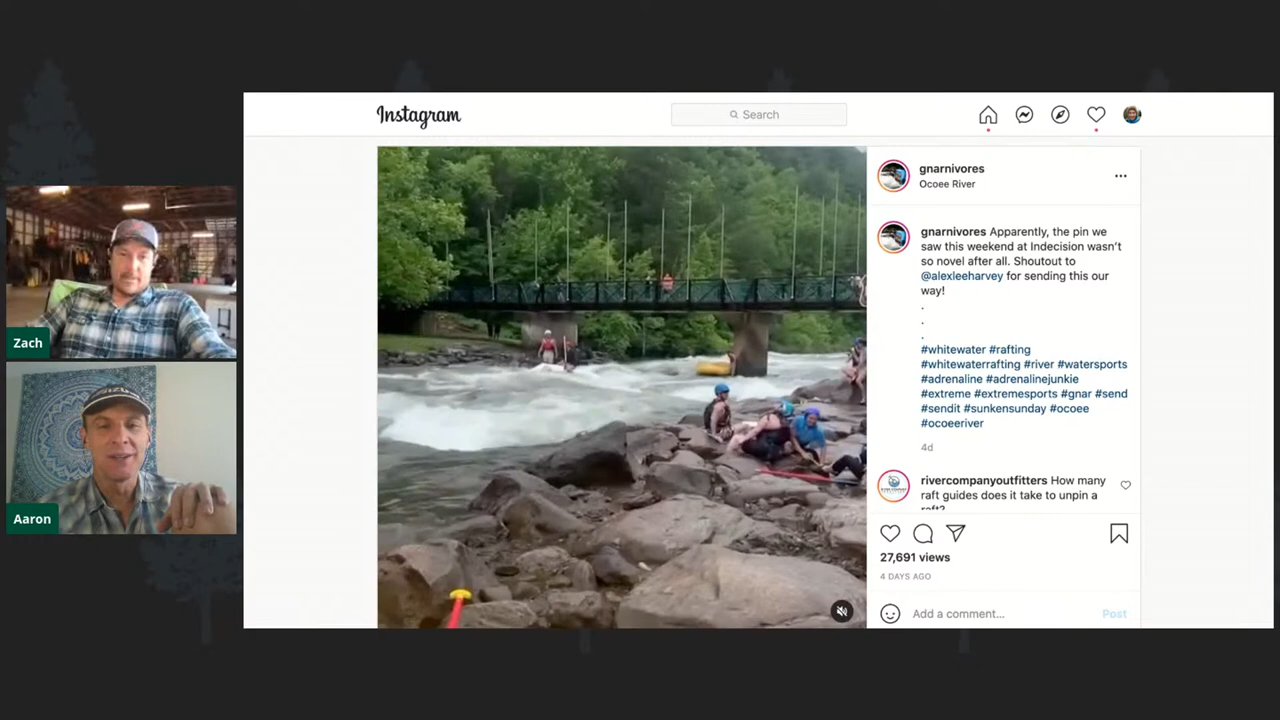 Instagram
Search
gnarnivores
Ocoee River
gnarnivores Apparently, the pin we
saw this weekend at Indecision wasn't
so novel after all. Shoutout to
@alexleeharvey for sending this our
way!
.
.
.
#whitewater #rafting
#whitewaterrafting #river #watersports
#adrenaline #adrenalinejunkie
#extreme #extremesports #gnar #send
#sendit #sunkensunday #ocoee
#ocoeeriver
4d
rivercompanyoutfitters How many
raft guides does it take to unpin a
raft?
27,691 views
4 DAYS AGO
Add a comment...
Post
Zach
Aaron